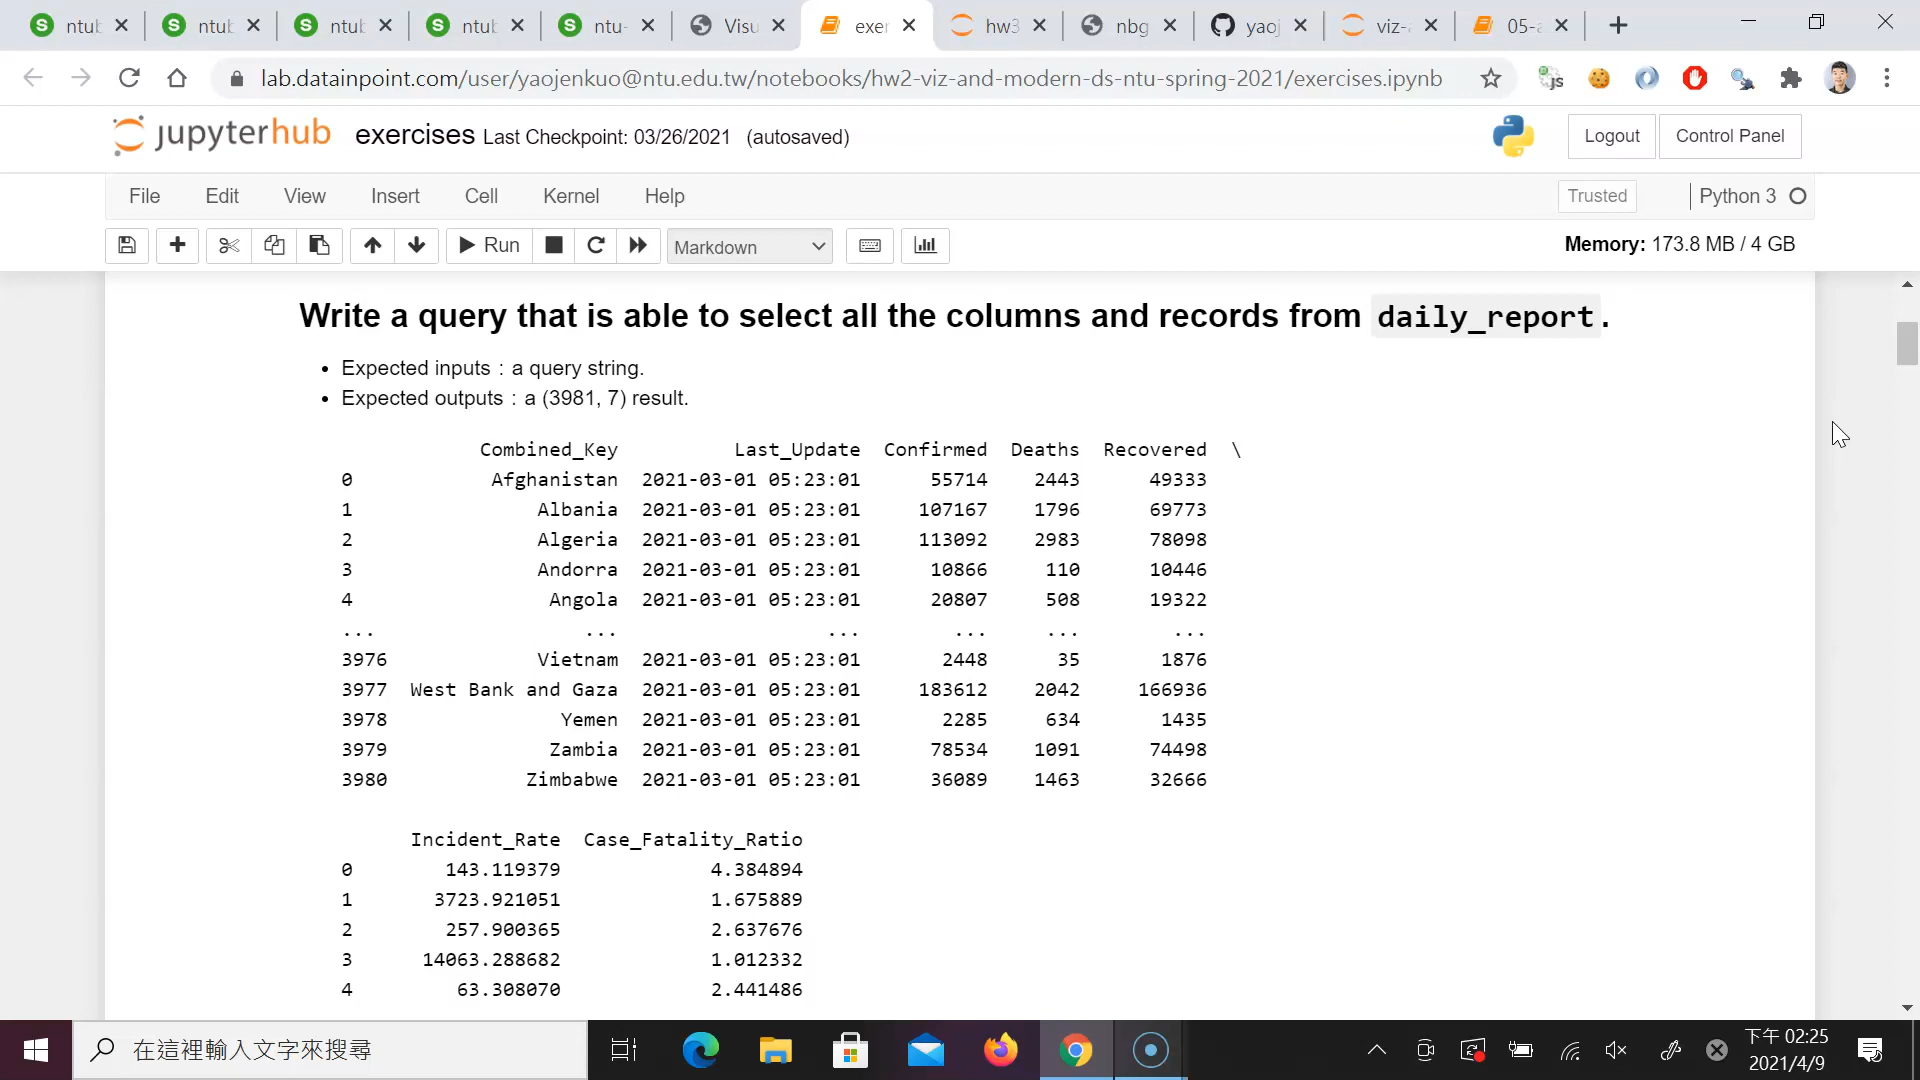 ntub ntub ntub ntub ntu- Visu exer hw3 nbg yaoj viz- 05-a
lab.datainpoint.com/user/yaojenkuo@ntu.edu.tw/notebooks/hw2-viz-and-modern-ds-ntu-spring-2021/exercises.ipynb
jupyterhub exercises Last Checkpoint: 03/26/2021 (autosaved) Logout Control Panel
File Edit View Insert Cell Kernel Help Trusted Python 3
Run Markdown Memory: 173.8 MB / 4 GB
Write a query that is able to select all the columns and records from daily_report.
• Expected inputs：a query string.
• Expected outputs：a (3981, 7) result.
Combined_Key Last_Update Confirmed Deaths Recovered \
0 Afghanistan 2021-03-01 05:23:01 55714 2443 49333
1 Albania 2021-03-01 05:23:01 107167 1796 69773
2 Algeria 2021-03-01 05:23:01 113092 2983 78098
3 Andorra 2021-03-01 05:23:01 10866 110 10446
4 Angola 2021-03-01 05:23:01 20807 508 19322
... ... ... ... ... ...
3976 Vietnam 2021-03-01 05:23:01 2448 35 1876
3977 West Bank and Gaza 2021-03-01 05:23:01 183612 2042 166936
3978 Yemen 2021-03-01 05:23:01 2285 634 1435
3979 Zambia 2021-03-01 05:23:01 78534 1091 74498
3980 Zimbabwe 2021-03-01 05:23:01 36089 1463 32666
Incident_Rate Case_Fatality_Ratio
0 143.119379 4.384894
1 3723.921051 1.675889
2 257.900365 2.637676
3 14063.288682 1.012332
4 63.308070 2.441486
在這裡輸入文字來搜尋
下午 02:25
2021/4/9